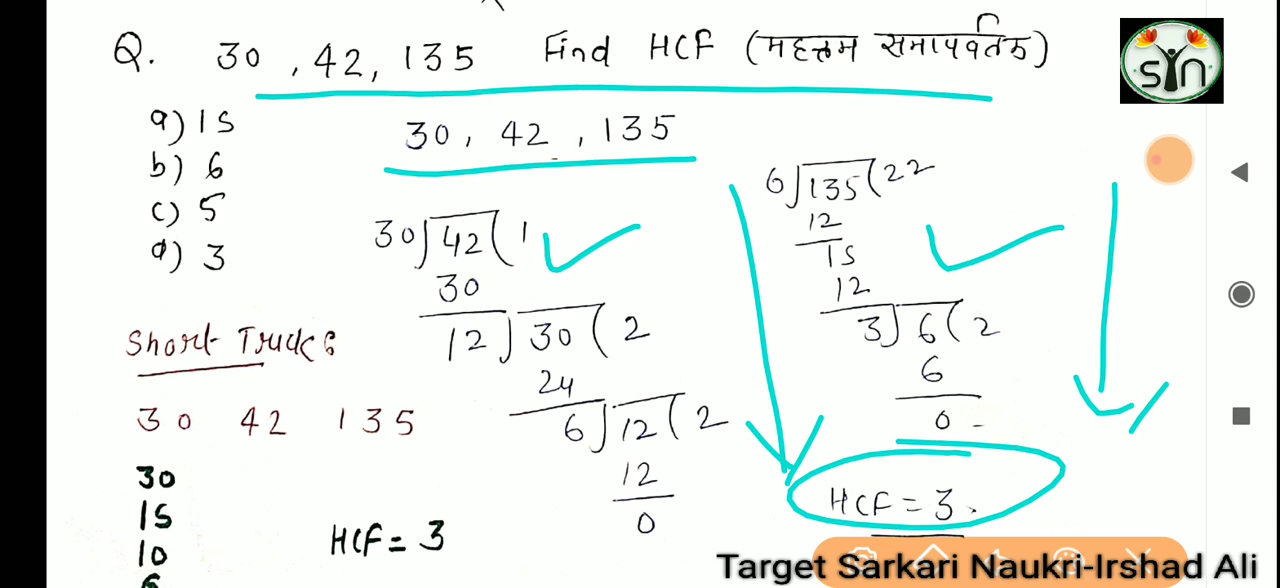 Q. 30 , 42, 135 Find HCF (महत्तम समापवर्तक)
a) 15
b) 6
c) 5
d) 3
30, 42 , 135
30) 42 ( 1
30
12) 30 ( 2
24
6) 12 ( 2
12
0
6) 135 ( 22
12
15
12
3) 6 ( 2
6
0
HCF = 3.
Short Truck:
30 42 135
30
15
10
6
HCF = 3
SYN
Target Sarkari Naukri-Irshad Ali